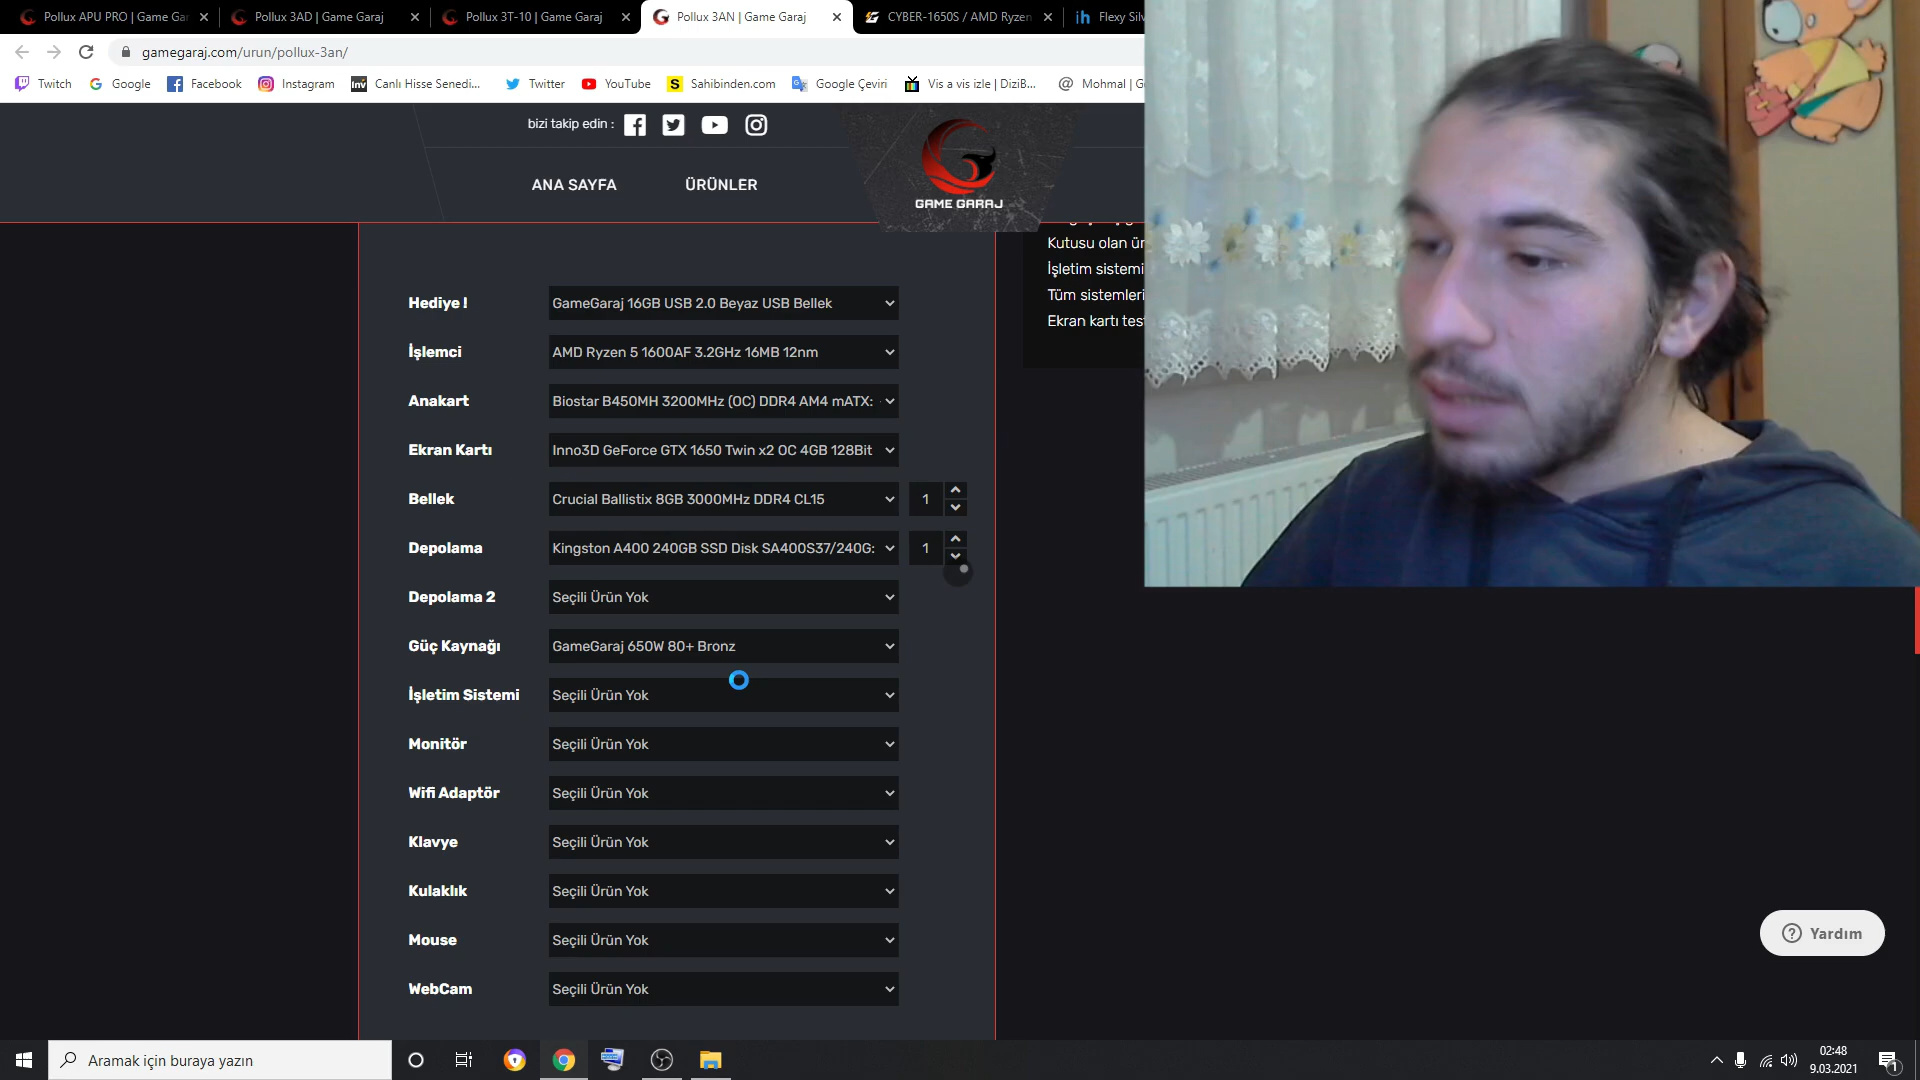 Pollux APU PRO | Game Gar
Pollux 3AD | Game Garaj
Pollux 3T-10 | Game Garaj
Pollux 3AN | Game Garaj
CYBER-1650S / AMD Ryzen
Flexy Silv
gamegaraj.com/urun/pollux-3an/
Twitch
Google
Facebook
Instagram
Inv
Canlı Hisse Senedi...
Twitter
YouTube
S
Sahibinden.com
Google Çeviri
Vis a vis izle | DiziB...
Mohmal | G
bizi takip edin :
ANA SAYFA
ÜRÜNLER
GAME GARAJ
Kutusu olan ür
İşletim sistemi
Tüm sistemleri
Ekran kartı test
Hediye ! GameGaraj 16GB USB 2.0 Beyaz USB Bellek
İşlemci AMD Ryzen 5 1600AF 3.2GHz 16MB 12nm
Anakart Biostar B450MH 3200MHz (OC) DDR4 AM4 mATX:
Ekran Kartı Inno3D GeForce GTX 1650 Twin x2 OC 4GB 128Bit
Bellek Crucial Ballistix 8GB 3000MHz DDR4 CL15 1
Depolama Kingston A400 240GB SSD Disk SA400S37/240G: 1
Depolama 2 Seçili Ürün Yok
Güç Kaynağı GameGaraj 650W 80+ Bronz
İşletim Sistemi Seçili Ürün Yok
Monitör Seçili Ürün Yok
Wifi Adaptör Seçili Ürün Yok
Klavye Seçili Ürün Yok
Kulaklık Seçili Ürün Yok
Mouse Seçili Ürün Yok
WebCam Seçili Ürün Yok
Yardım
Aramak için buraya yazın
02:48
9.03.2021
1